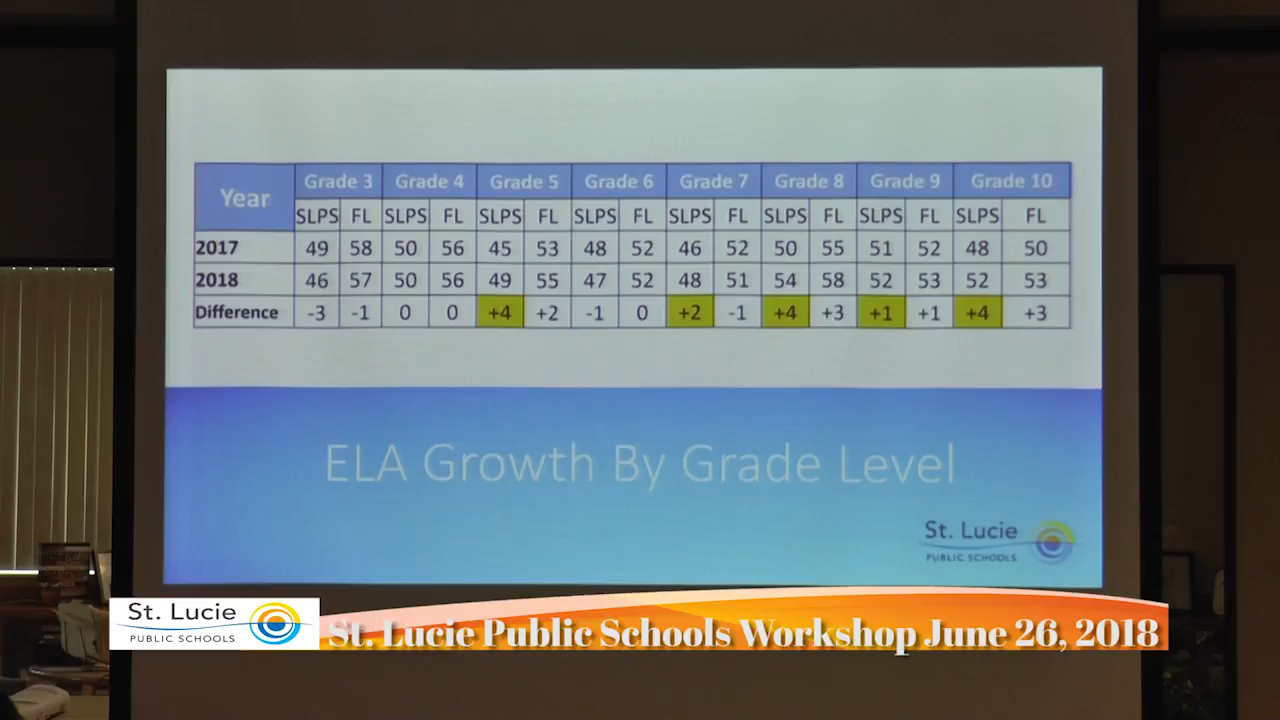 Year Grade 3 Grade 4 Grade 5 Grade 6 Grade 7 Grade 8 Grade 9 Grade 10
SLPS FL SLPS FL SLPS FL SLPS FL SLPS FL SLPS FL SLPS FL SLPS FL
2017 49 58 50 56 45 53 48 52 46 52 50 55 51 52 48 50
2018 46 57 50 56 49 55 47 52 48 51 54 58 52 53 52 53
Difference -3 -1 0 0 +4 +2 -1 0 +2 -1 +4 +3 +1 +1 +4 +3
ELA Growth By Grade Level
St. Lucie
PUBLIC SCHOOLS
St. Lucie
PUBLIC SCHOOLS
St. Lucie Public Schools Workshop June 26, 2018